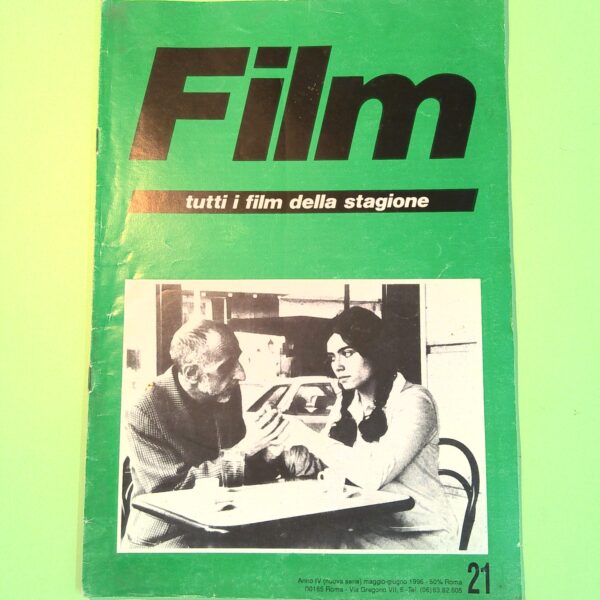 Film
tutti i film della stagione
Anno IV (nuova serie) maggio-giugno 1996 - 50% Roma
00165 Roma - Via Gregorio VII, 6 - Tel. (06) 63.82.605
21